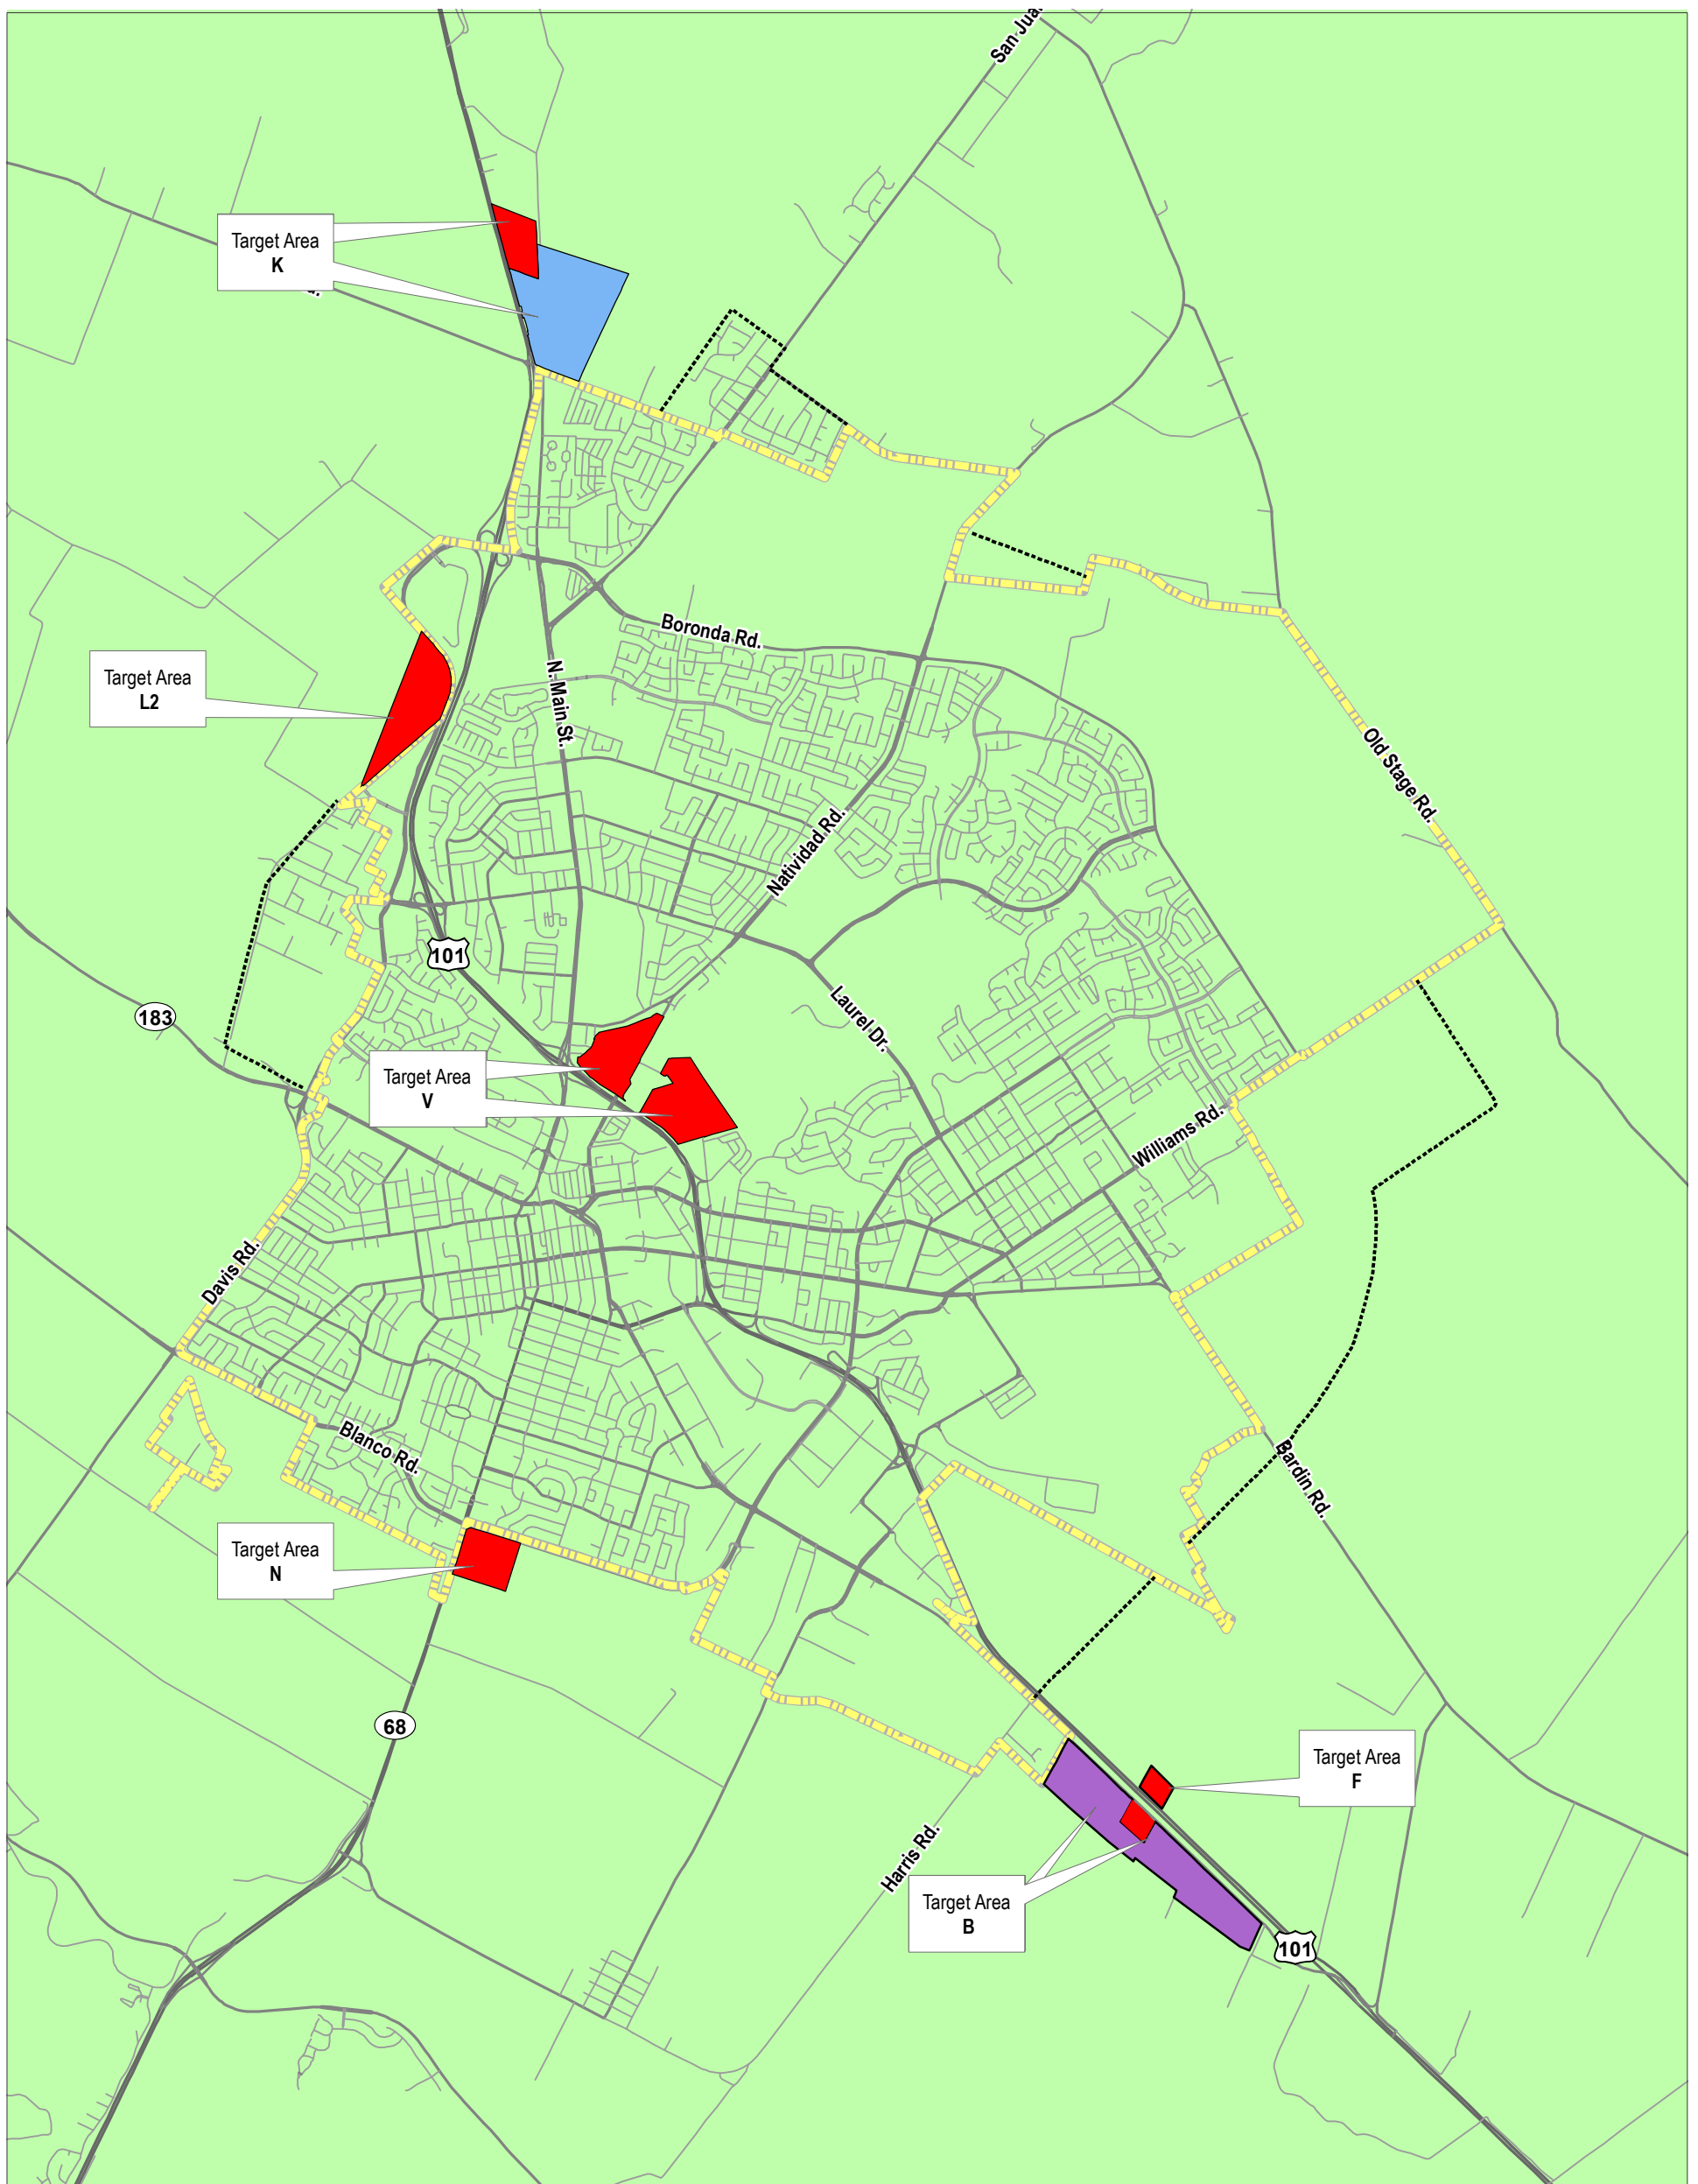 San Jua
Target Area
K
Boronda Rd.
N. Main St.
Target Area
L2
Old Stage Rd.
Natividad Rd.
101
Laurel Dr.
183
Target Area
V
Williams Rd.
Davis Rd.
Blanco Rd.
Bardin Rd.
Target Area
N
68
Target Area
F
Harris Rd.
Target Area
B
101